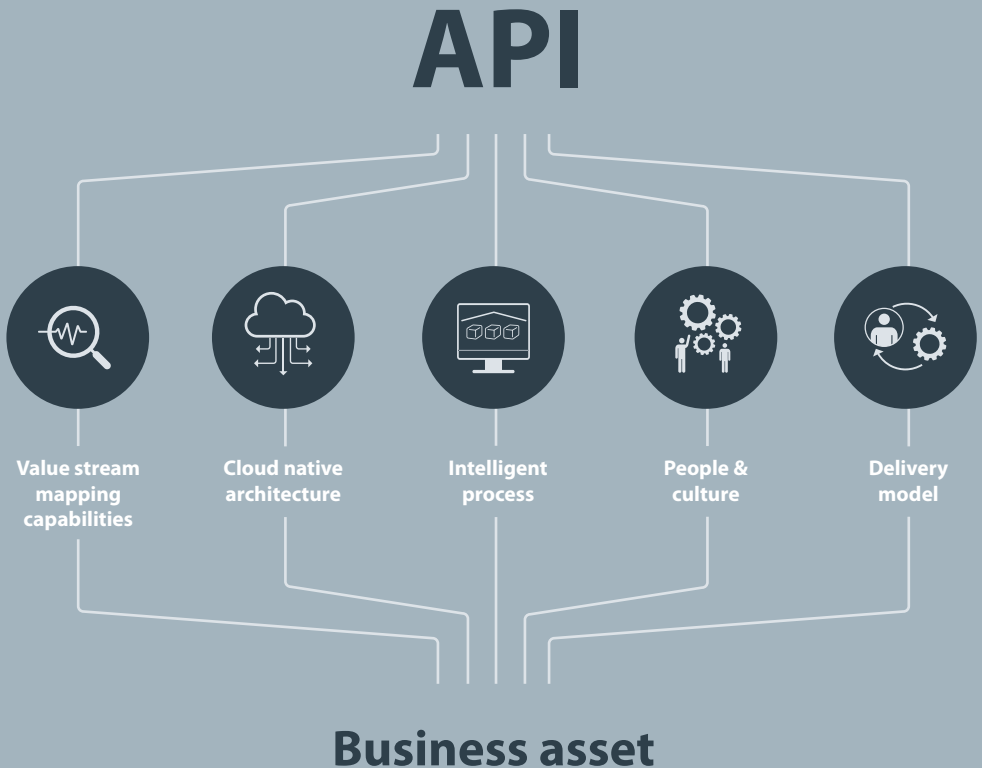 API
Value stream
mapping
capabilities
Cloud native
architecture
Intelligent
process
People &
culture
Delivery
model
Business asset